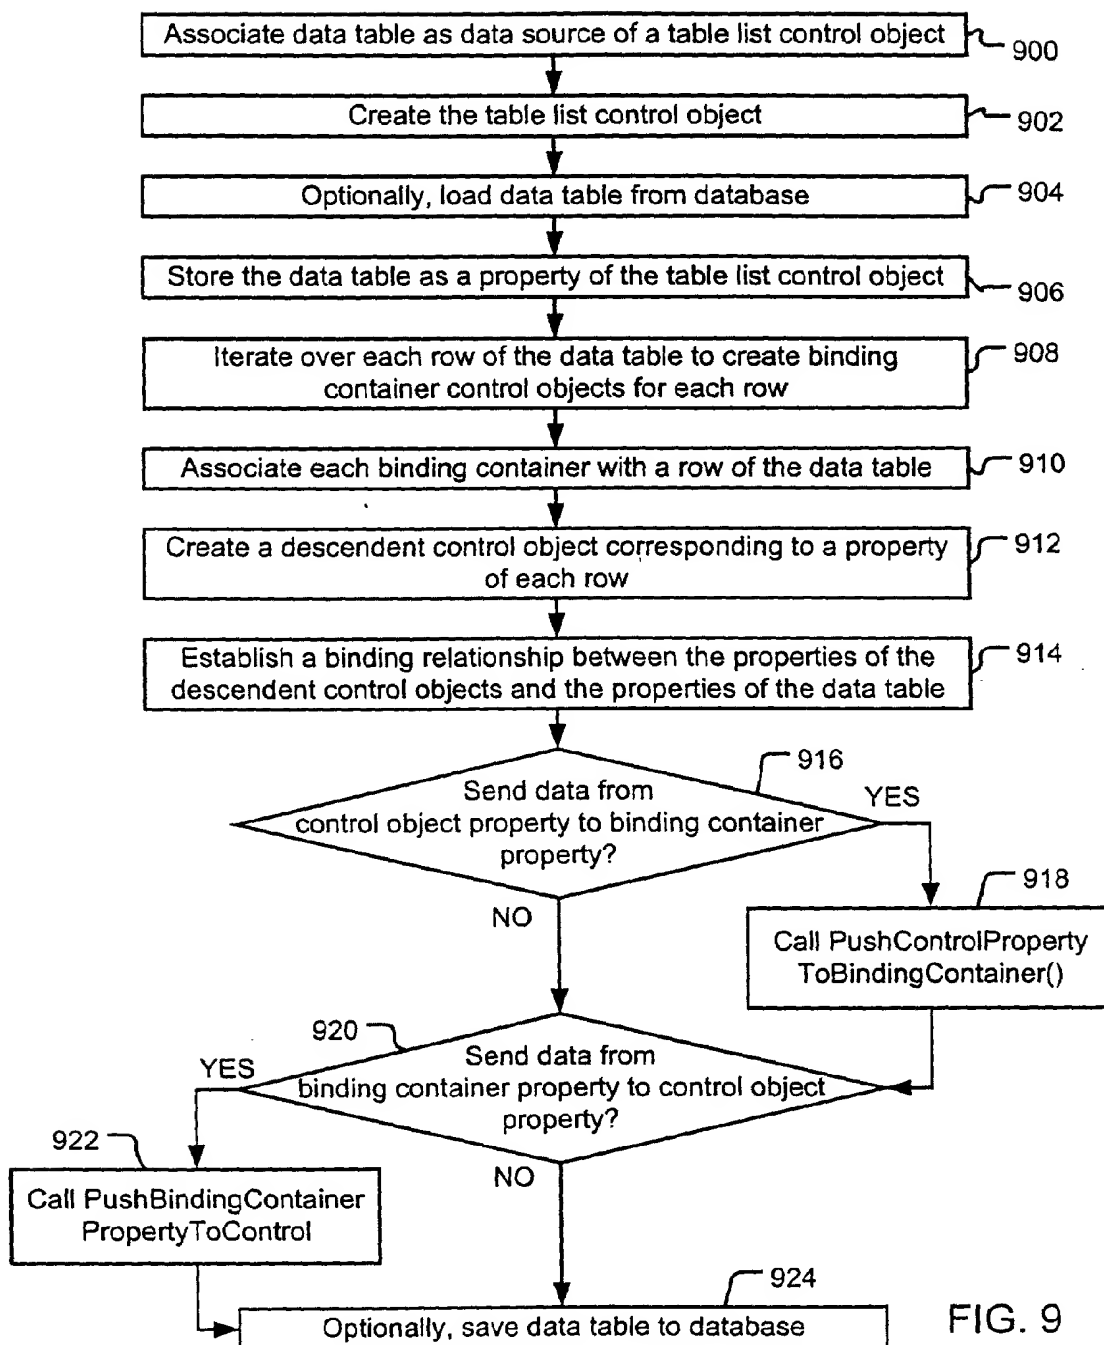 Associate data table as data source of a table list control object
900
Create the table list control object
902
Optionally, load data table from database
904
Store the data table as a property of the table list control object
906
Iterate over each row of the data table to create binding
container control objects for each row
908
Associate each binding container with a row of the data table
910
Create a descendent control object corresponding to a property
of each row
912
Establish a binding relationship between the properties of the
descendent control objects and the properties of the data table
914
916
Send data from
control object property to binding container
property?
YES
NO
918
Call PushControlProperty
ToBindingContainer()
920
Send data from
binding container property to control object
property?
YES
NO
922
Call PushBindingContainer
PropertyToControl
924
Optionally, save data table to database
FIG. 9